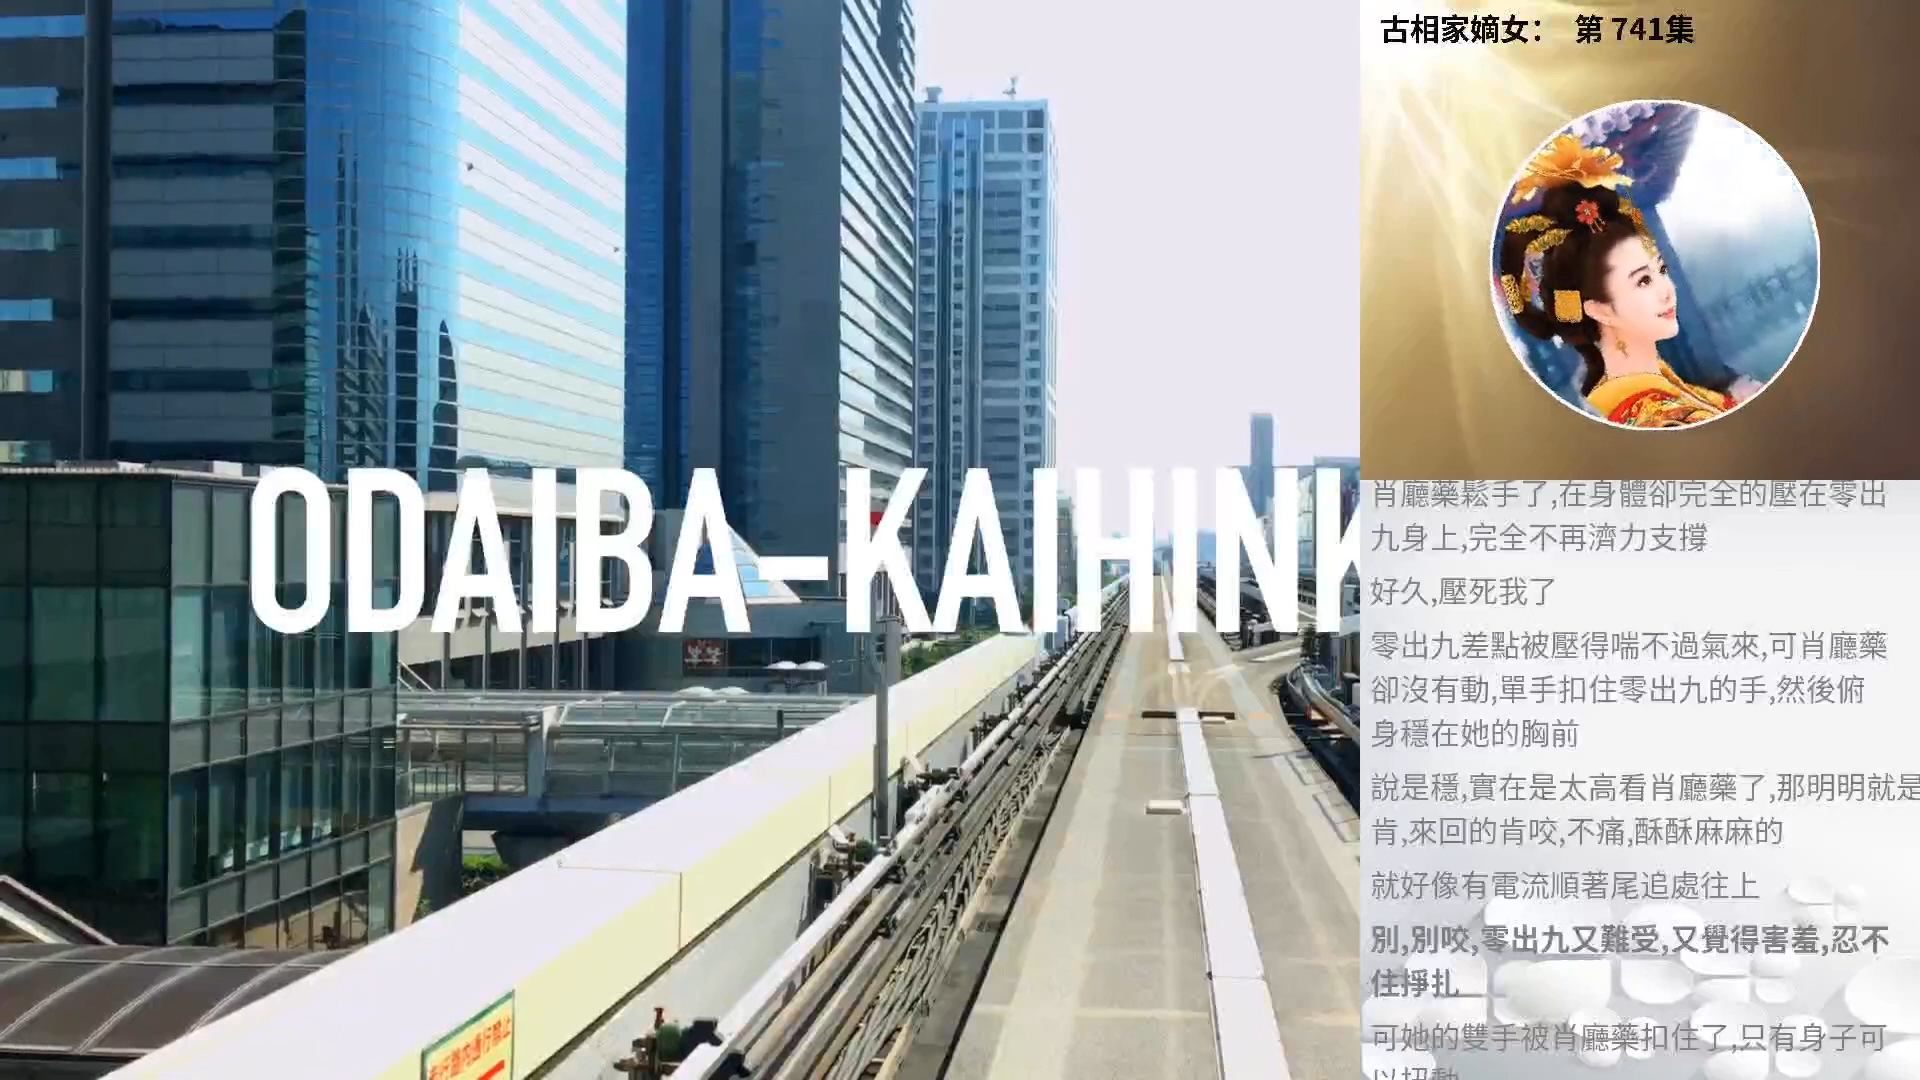 古相家嫡女： 第 741集
ODAIBA-KAIHINK
肖廳藥鬆手了,在身體卻完全的壓在零出
九身上,完全不再濟力支撐
好久,壓死我了
零出九差點被壓得喘不過氣來,可肖廳藥
卻沒有動,單手扣住零出九的手,然後俯
身穩在她的胸前
說是穩,實在是太高看肖廳藥了,那明明就是
肯,來回的肯咬,不痛,酥酥麻麻的
就好像有電流順著尾追處往上
別,別咬,零出九又難受,又覺得害羞,忍不
住掙扎
可她的雙手被肖廳藥扣住了,只有身子可
以扭動